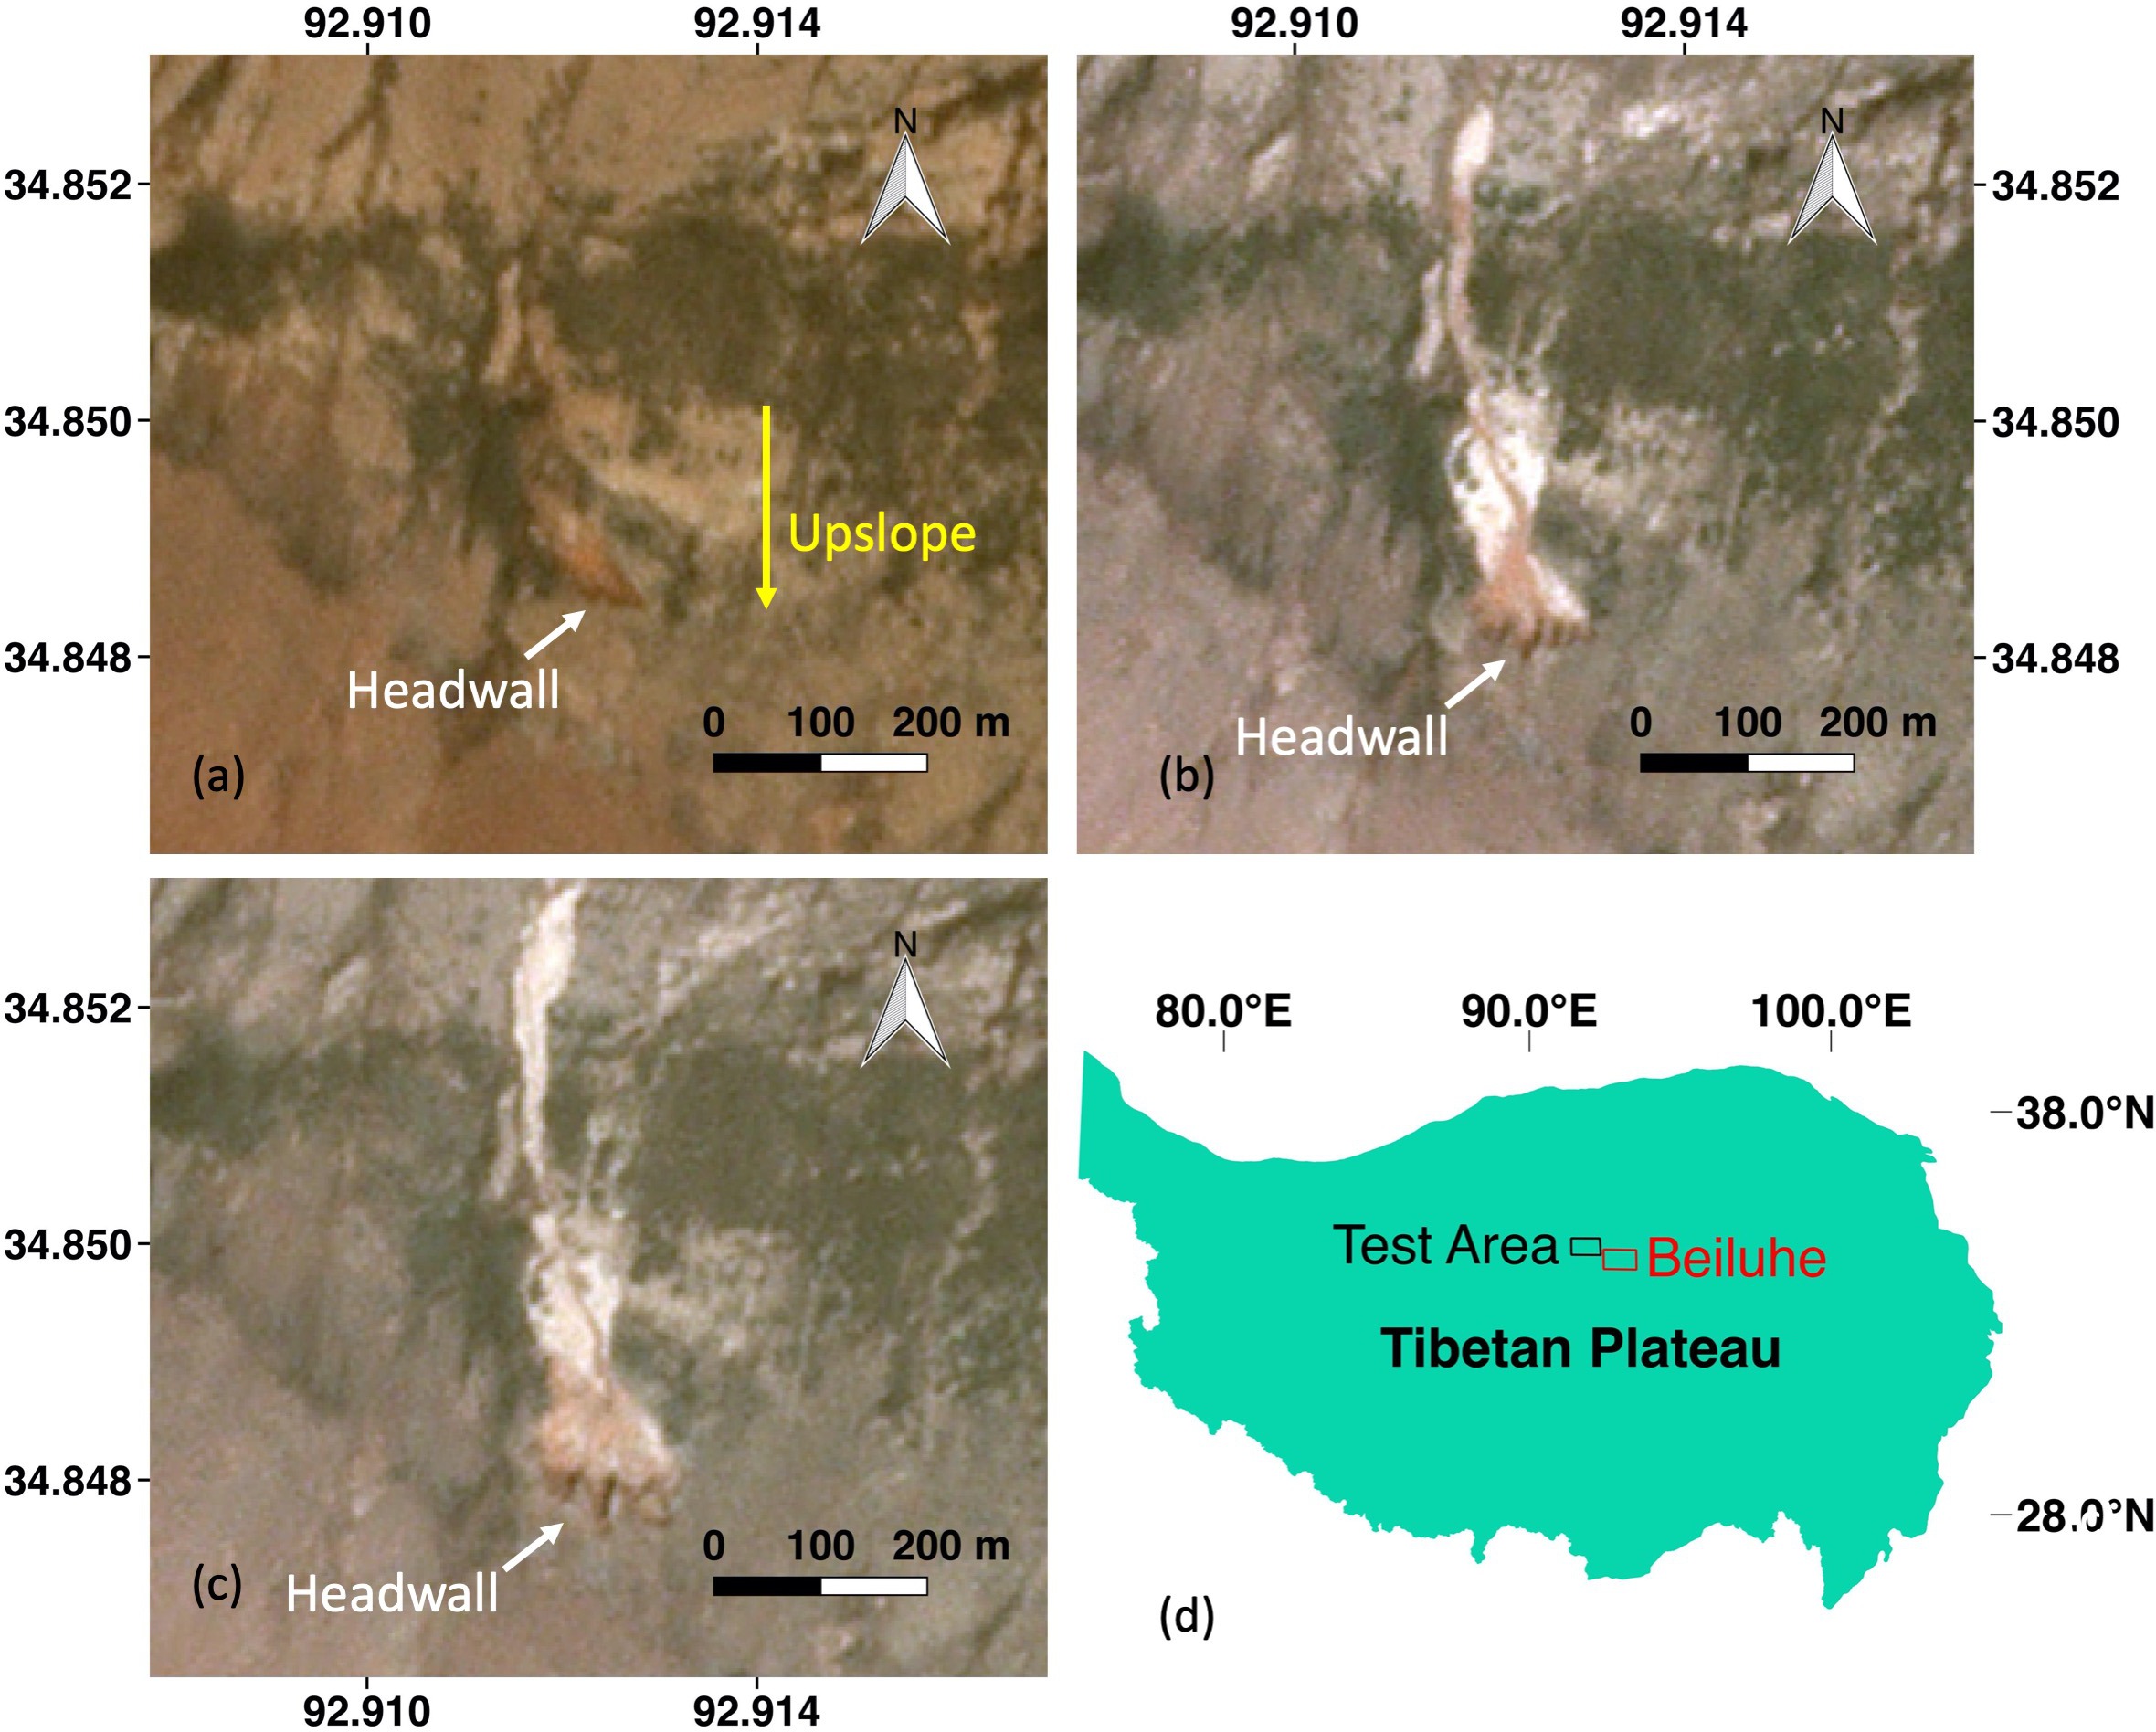 92.910 92.914
92.910 92.914
34.852
34.850
34.848
N
Upslope
Headwall
0 100 200 m
(a)
N
Headwall
0 100 200 m
(b)
34.852
34.850
34.848
34.852
34.850
34.848
N
Headwall
0 100 200 m
(c)
92.910 92.914
80.0°E 90.0°E 100.0°E
38.0°N
28.0°N
Test Area
Beiluhe
Tibetan Plateau
(d)